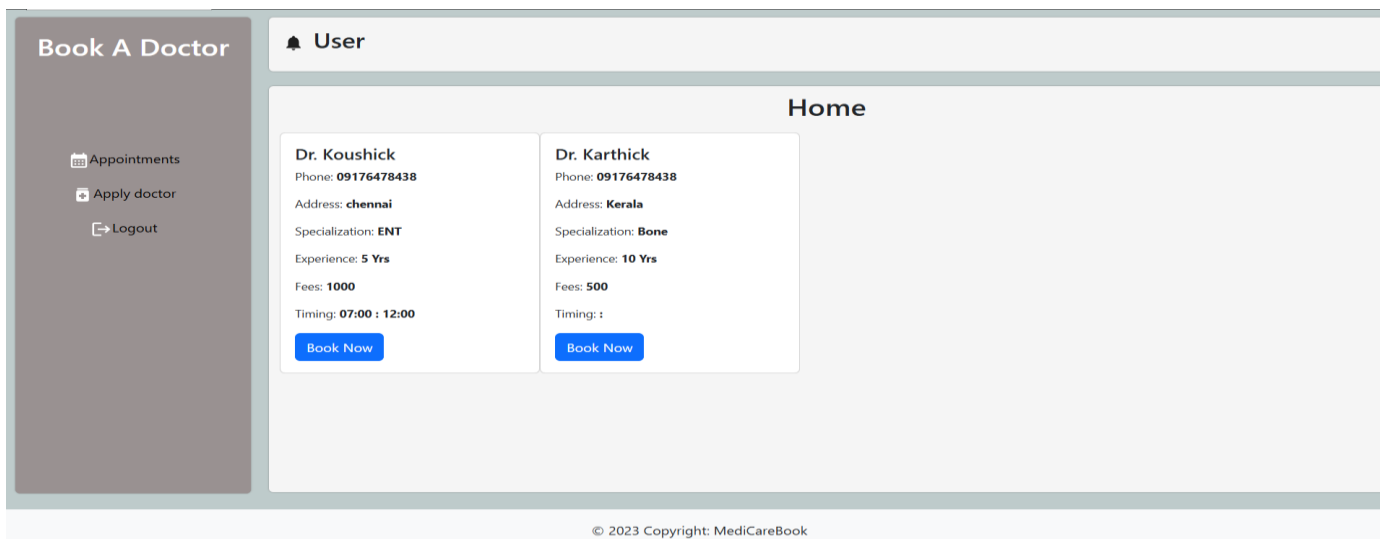 Book A Doctor
Appointments
Apply doctor
Logout
User
Home
Dr. Koushick
Phone: 09176478438
Address: chennai
Specialization: ENT
Experience: 5 Yrs
Fees: 1000
Timing: 07:00 : 12:00
Book Now
Dr. Karthick
Phone: 09176478438
Address: Kerala
Specialization: Bone
Experience: 10 Yrs
Fees: 500
Timing: :
Book Now
© 2023 Copyright: MediCareBook